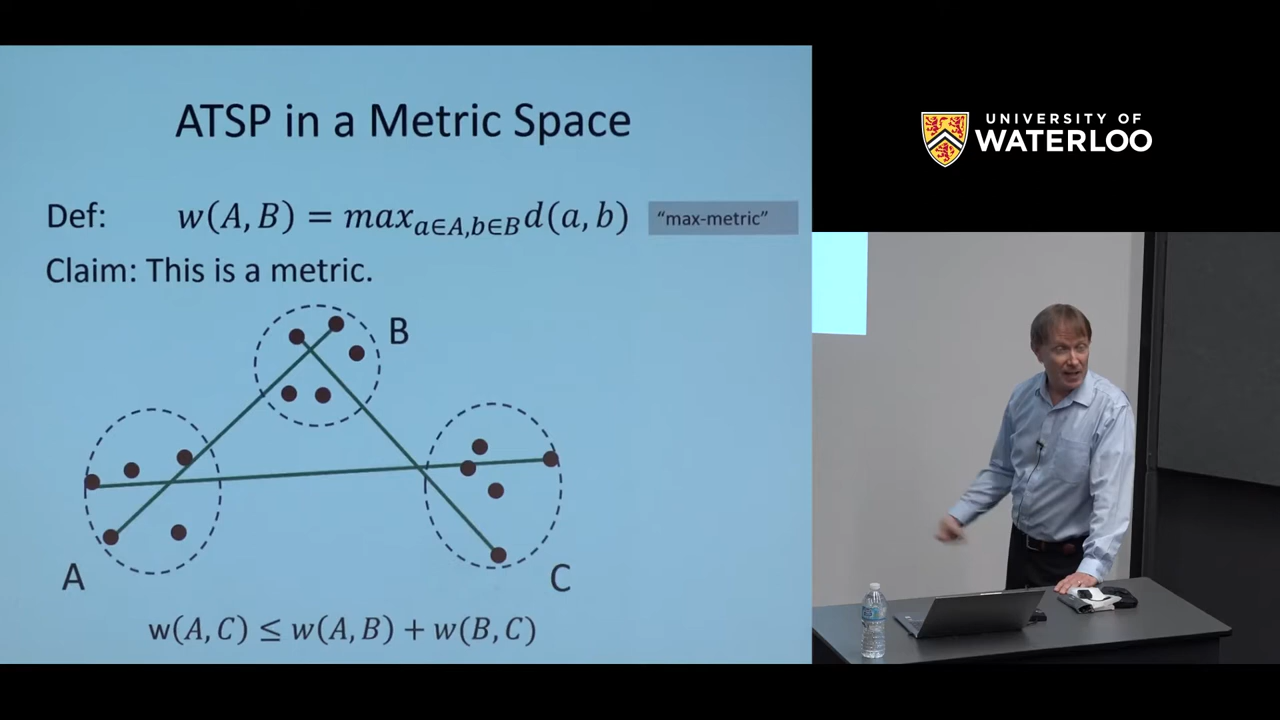 ATSP in a Metric Space
Def: w(A, B) = max_{a∈A,b∈B} d(a, b) "max-metric"
Claim: This is a metric.
B
A
C
w(A, C) ≤ w(A, B) + w(B, C)
UNIVERSITY OF
WATERLOO